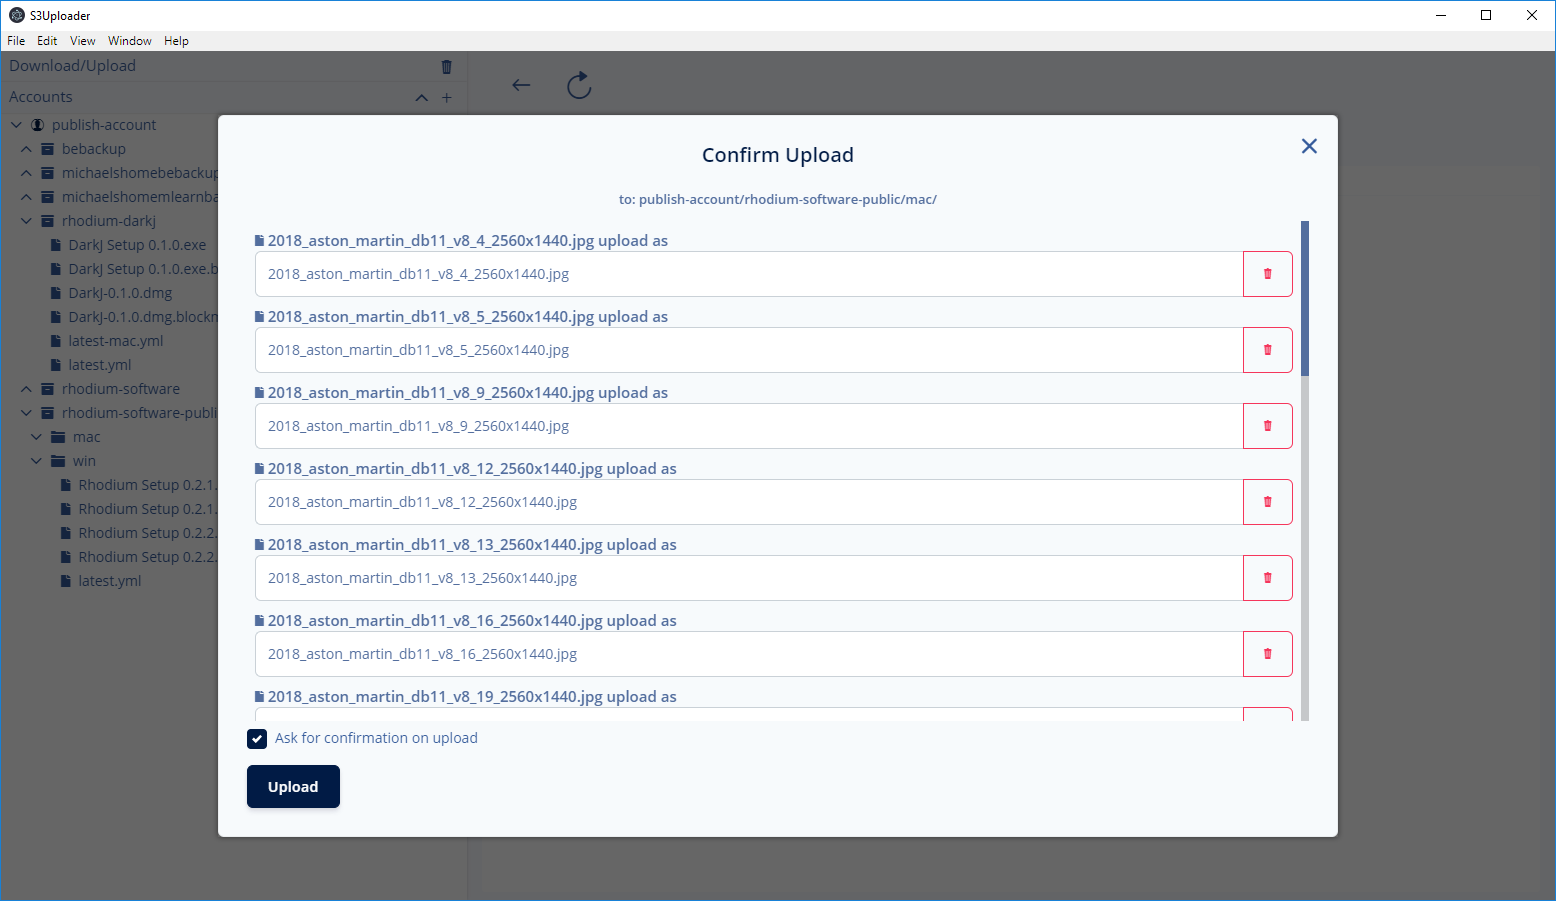 S3Uploader
File Edit View Window Help
Download/Upload
Accounts
publish-account
bebackup
michaelshomebebackup
michaelshomemlearnba
rhodium-darkj
DarkJ Setup 0.1.0.exe
DarkJ Setup 0.1.0.exe.b
DarkJ-0.1.0.dmg
DarkJ-0.1.0.dmg.blockm
latest-mac.yml
latest.yml
rhodium-software
rhodium-software-publi
mac
win
Rhodium Setup 0.2.1.
Rhodium Setup 0.2.1.
Rhodium Setup 0.2.2.
Rhodium Setup 0.2.2.
latest.yml
Confirm Upload
to: publish-account/rhodium-software-public/mac/
2018_aston_martin_db11_v8_4_2560x1440.jpg upload as
2018_aston_martin_db11_v8_4_2560x1440.jpg
2018_aston_martin_db11_v8_5_2560x1440.jpg upload as
2018_aston_martin_db11_v8_5_2560x1440.jpg
2018_aston_martin_db11_v8_9_2560x1440.jpg upload as
2018_aston_martin_db11_v8_9_2560x1440.jpg
2018_aston_martin_db11_v8_12_2560x1440.jpg upload as
2018_aston_martin_db11_v8_12_2560x1440.jpg
2018_aston_martin_db11_v8_13_2560x1440.jpg upload as
2018_aston_martin_db11_v8_13_2560x1440.jpg
2018_aston_martin_db11_v8_16_2560x1440.jpg upload as
2018_aston_martin_db11_v8_16_2560x1440.jpg
2018_aston_martin_db11_v8_19_2560x1440.jpg upload as
Ask for confirmation on upload
Upload